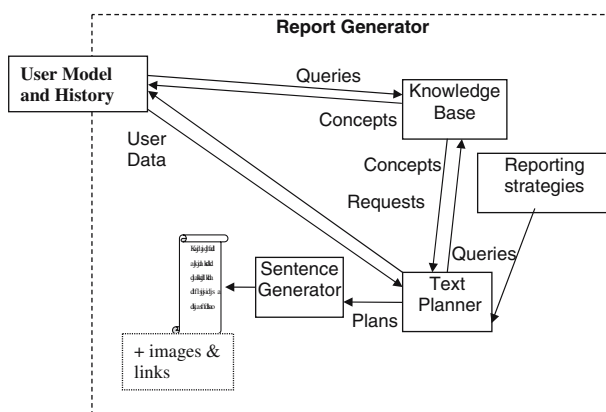 Report Generator
User Model
and History
Queries
Concepts
Knowledge
Base
User
Data
Concepts
Requests
Reporting
strategies
Queries
Sentence
Generator
Text
Planner
Plans
+ images &
links